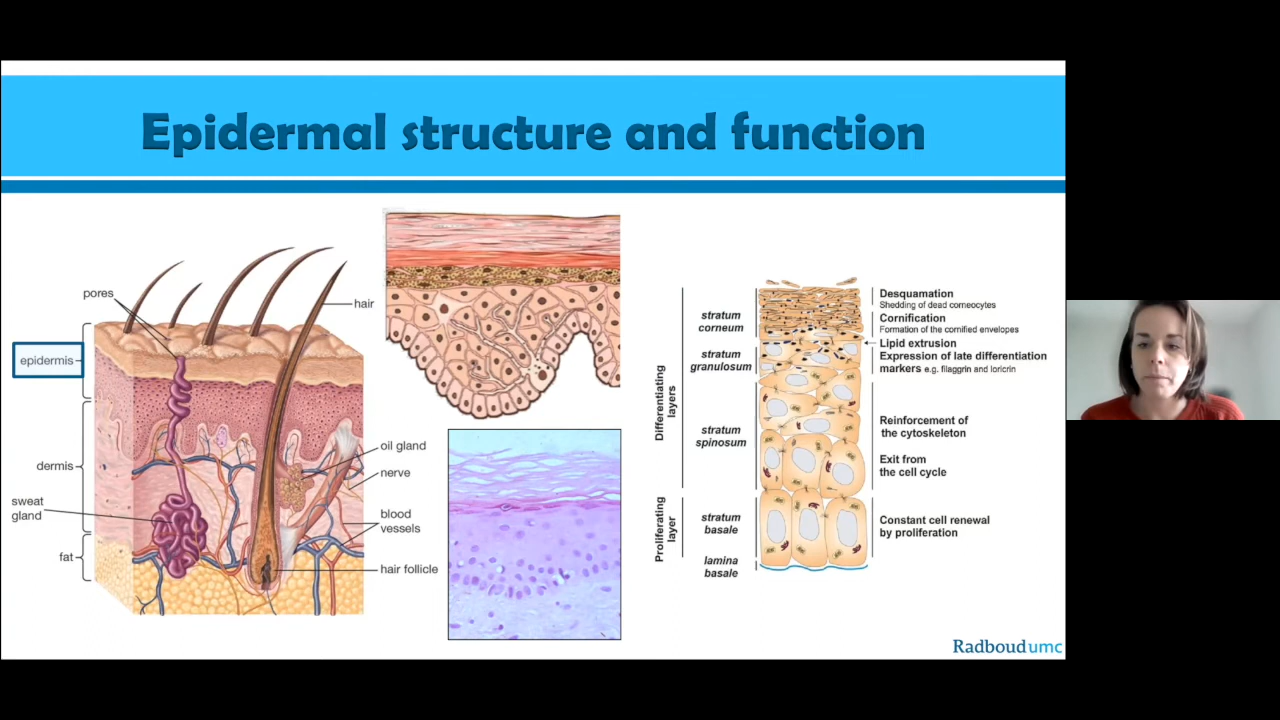 Epidermal structure and function
pores
hair
epidermis
dermis
oil gland
nerve
sweat
gland
blood
vessels
fat
hair follicle
Differentiating
layers
Proliferating
layer
stratum
corneum
stratum
granulosum
stratum
spinosum
stratum
basale
lamina
basale
Desquamation
Shedding of dead corneocytes
Cornification
Formation of the cornified envelopes
Lipid extrusion
Expression of late differentiation
markers e.g. filaggrin and loricrin
Reinforcement of
the cytoskeleton
Exit from
the cell cycle
Constant cell renewal
by proliferation
Radboudumc